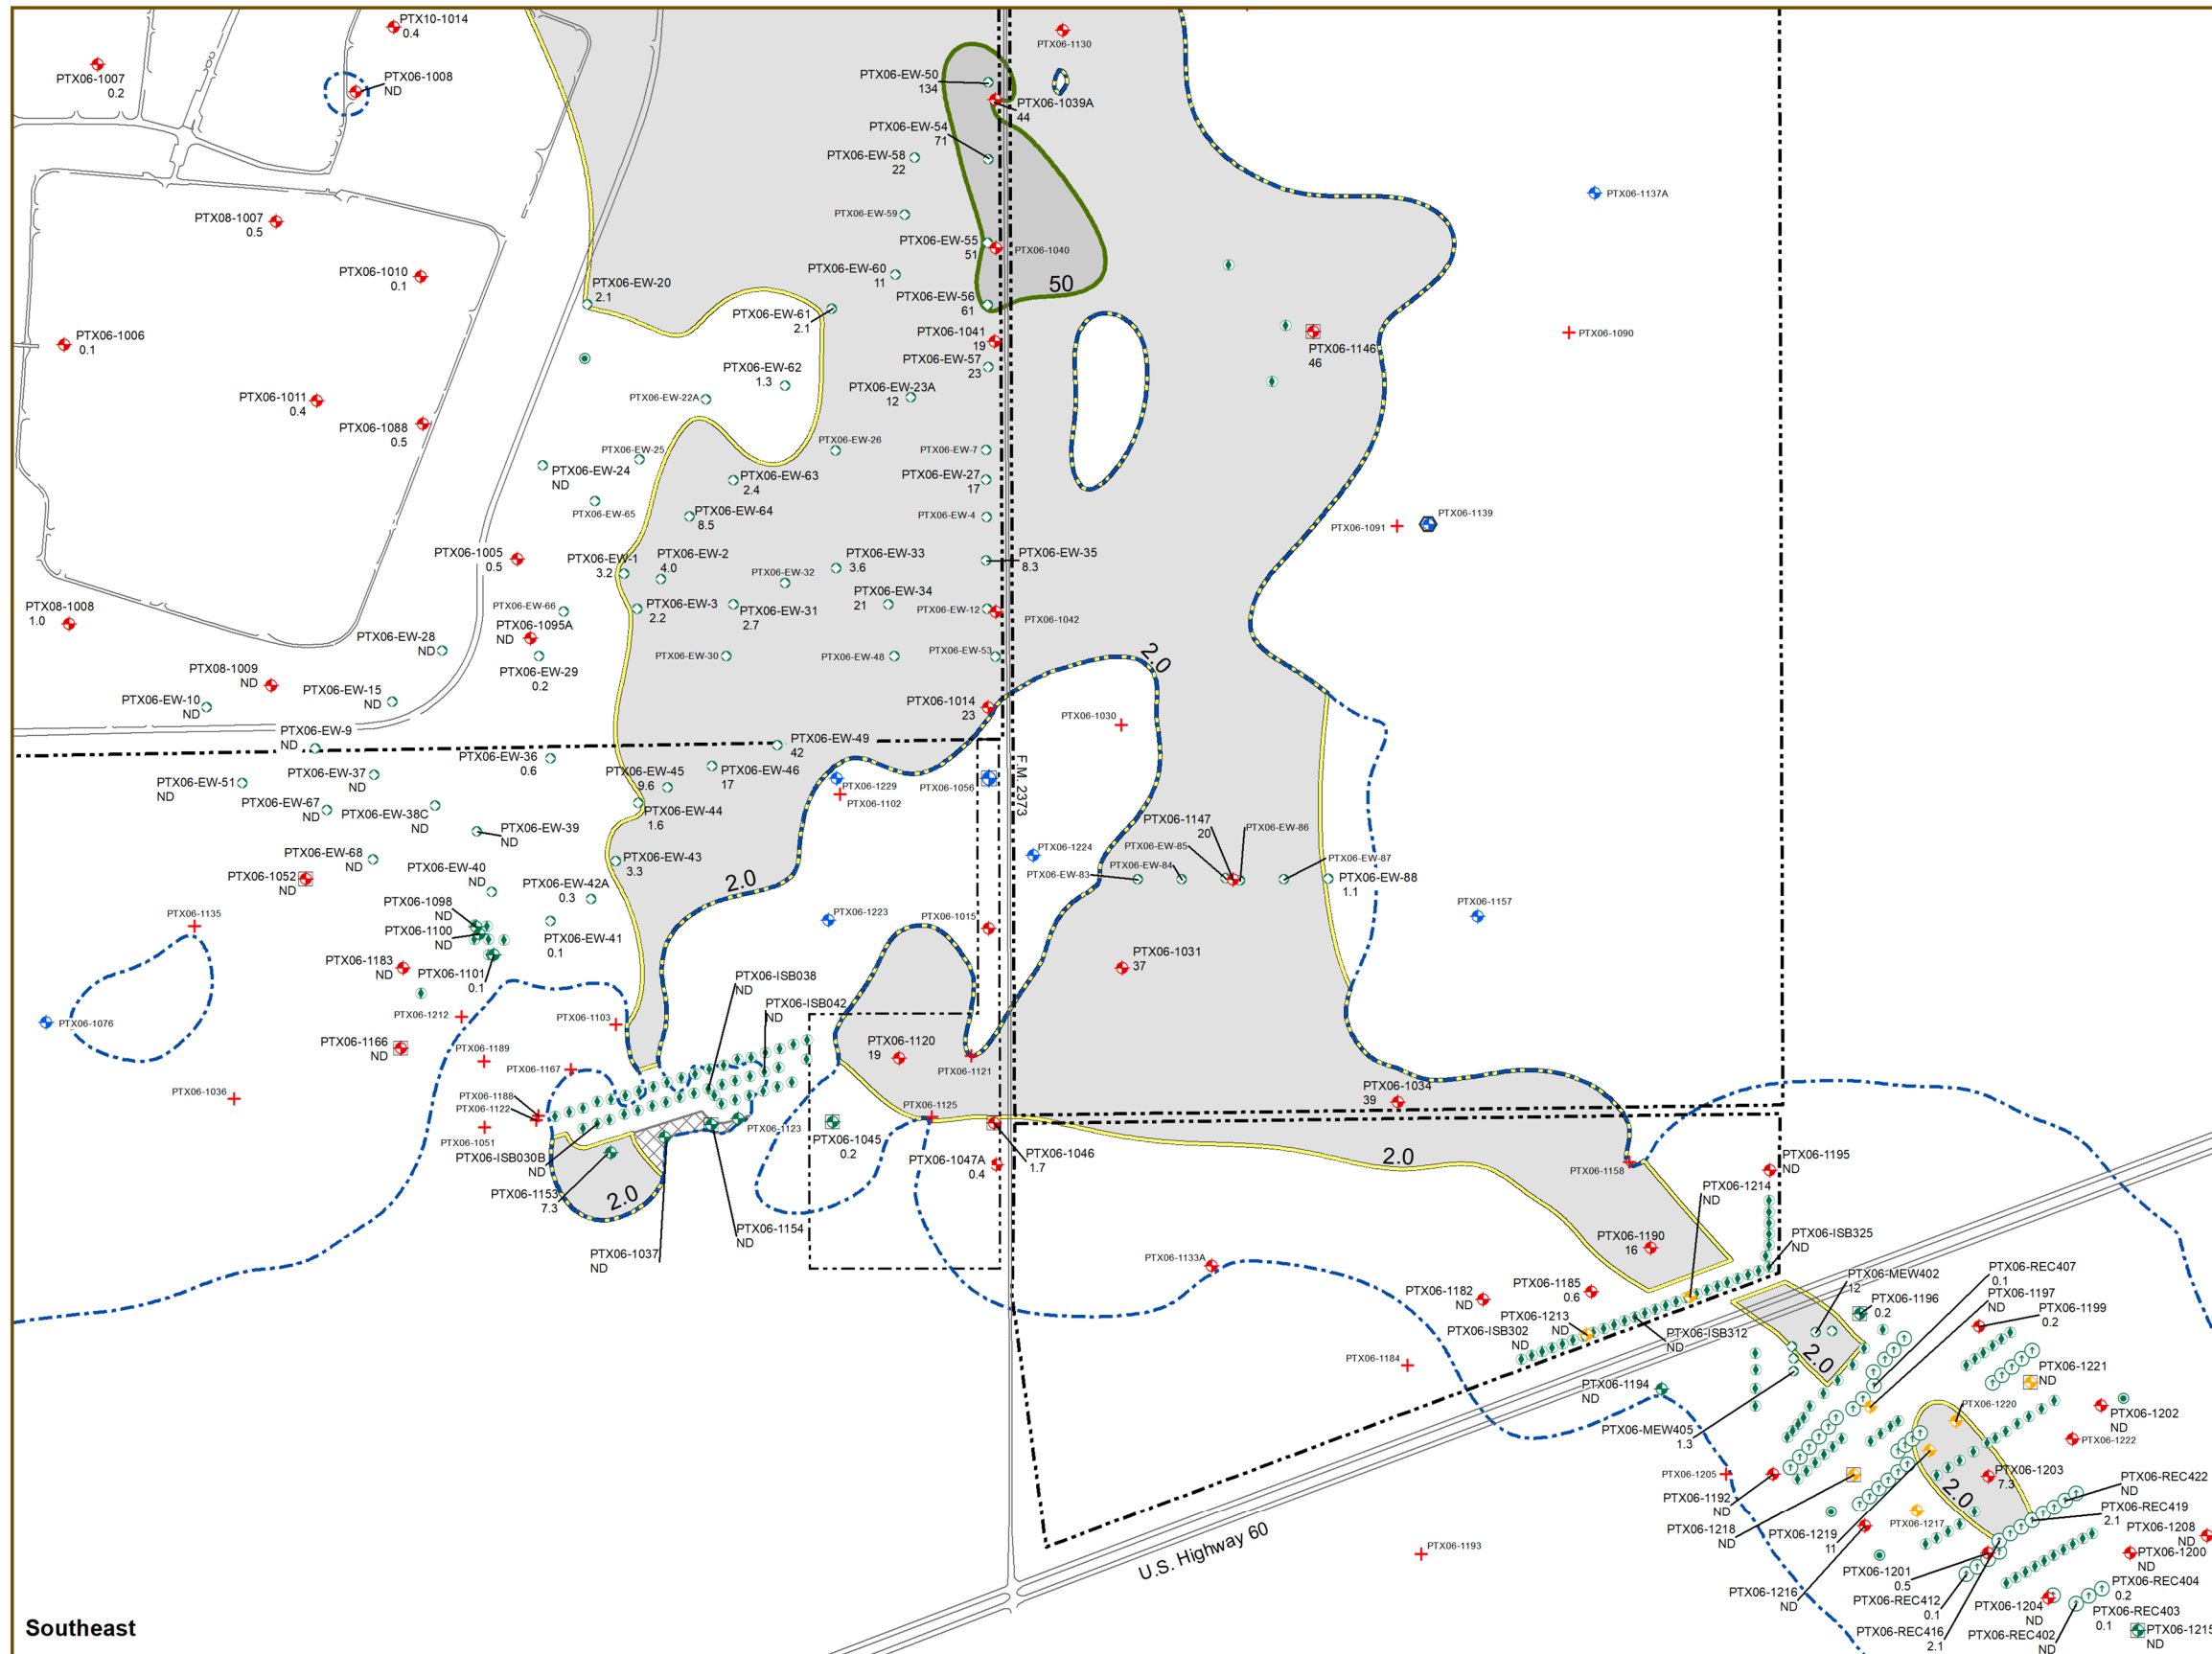 PTX10-1014
0.4
PTX06-1007
0.2
PTX06-1008
ND
PTX06-1130
PTX06-EW-50
134
PTX06-1039A
44
PTX06-EW-54
71
PTX06-EW-58
22
PTX06-1137A
PTX08-1007
0.5
PTX06-EW-59
PTX06-EW-55
51
PTX06-1040
PTX06-1010
0.1
PTX06-EW-60
11
PTX06-EW-20
2.1
50
PTX06-EW-56
61
PTX06-EW-61
2.1
PTX06-1006
0.1
PTX06-1041
19
PTX06-1090
PTX06-1146
46
PTX06-EW-57
23
PTX06-EW-62
1.3
PTX06-EW-23A
12
PTX06-EW-22A
PTX06-1011
0.4
PTX06-1088
0.5
PTX06-EW-26
PTX06-EW-7
PTX06-EW-25
PTX06-EW-24
ND
PTX06-EW-63
2.4
PTX06-EW-27
17
PTX06-EW-65
PTX06-EW-64
8.5
PTX06-EW-4
PTX06-1091
PTX06-1139
PTX06-1005
0.5
PTX06-EW-1
3.2
PTX06-EW-2
4.0
PTX06-EW-33
3.6
PTX06-EW-35
8.3
PTX06-EW-32
PTX08-1008
1.0
PTX06-EW-66
PTX06-EW-3
2.2
PTX06-EW-31
2.7
PTX06-EW-34
21
PTX06-EW-12
PTX06-1042
PTX06-1095A
ND
PTX06-EW-28
ND
PTX06-EW-29
0.2
PTX06-EW-30
PTX06-EW-48
PTX06-EW-53
2.0
PTX08-1009
ND
PTX06-EW-15
ND
PTX06-EW-10
ND
PTX06-1014
23
PTX06-1030
PTX06-EW-9
ND
PTX06-EW-49
42
PTX06-EW-36
0.6
PTX06-EW-51
ND
PTX06-EW-37
ND
PTX06-EW-45
9.6
PTX06-EW-46
17
PTX06-1229
PTX06-1102
PTX06-1056
F.M. 2373
PTX06-EW-67
ND
PTX06-EW-38C
ND
PTX06-EW-44
1.6
PTX06-EW-39
ND
PTX06-1147
20
PTX06-EW-86
PTX06-1224
PTX06-EW-85
PTX06-EW-84
PTX06-EW-83
PTX06-EW-87
PTX06-EW-88
1.1
PTX06-EW-68
ND
PTX06-EW-40
ND
PTX06-EW-43
3.3
PTX06-1052
ND
PTX06-EW-42A
0.3
2.0
PTX06-1098
ND
PTX06-1135
PTX06-1223
PTX06-1015
PTX06-1157
PTX06-1100
ND
PTX06-EW-41
0.1
PTX06-1183
ND
PTX06-1101
0.1
PTX06-1031
37
PTX06-ISB038
ND
PTX06-ISB042
ND
PTX06-1076
PTX06-1212
PTX06-1103
PTX06-1166
ND
PTX06-1189
PTX06-1167
PTX06-1120
19
PTX06-1121
PTX06-1036
PTX06-1188
PTX06-1122
PTX06-1034
39
PTX06-1051
PTX06-1123
PTX06-1125
PTX06-1045
0.2
PTX06-ISB030B
ND
PTX06-1047A
0.4
PTX06-1046
1.7
2.0
PTX06-1158
PTX06-1195
ND
PTX06-1153
7.3
2.0
PTX06-1214
ND
PTX06-1154
ND
PTX06-1037
ND
PTX06-1190
16
PTX06-ISB325
ND
PTX06-1133A
PTX06-REC407
0.1
PTX06-MEW402
12
PTX06-1182
ND
PTX06-1185
0.6
PTX06-1197
ND
PTX06-1196
0.2
PTX06-1199
0.2
PTX06-1213
ND
PTX06-ISB302
ND
PTX06-ISB312
ND
PTX06-1184
2.0
PTX06-1221
ND
PTX06-1194
ND
PTX06-1220
PTX06-1202
ND
PTX06-MEW405
1.3
PTX06-1222
PTX06-1205
PTX06-1203
7.3
PTX06-REC422
ND
PTX06-1192
ND
2.0
PTX06-REC419
2.1
PTX06-1217
PTX06-1218
ND
PTX06-1219
11
PTX06-1208
ND
U.S. Highway 60
PTX06-1193
PTX06-1200
ND
PTX06-1201
0.5
PTX06-REC404
0.2
PTX06-1216
ND
PTX06-REC412
0.1
PTX06-1204
ND
PTX06-REC403
0.1
PTX06-1215
ND
PTX06-REC416
2.1
PTX06-REC402
ND
Southeast